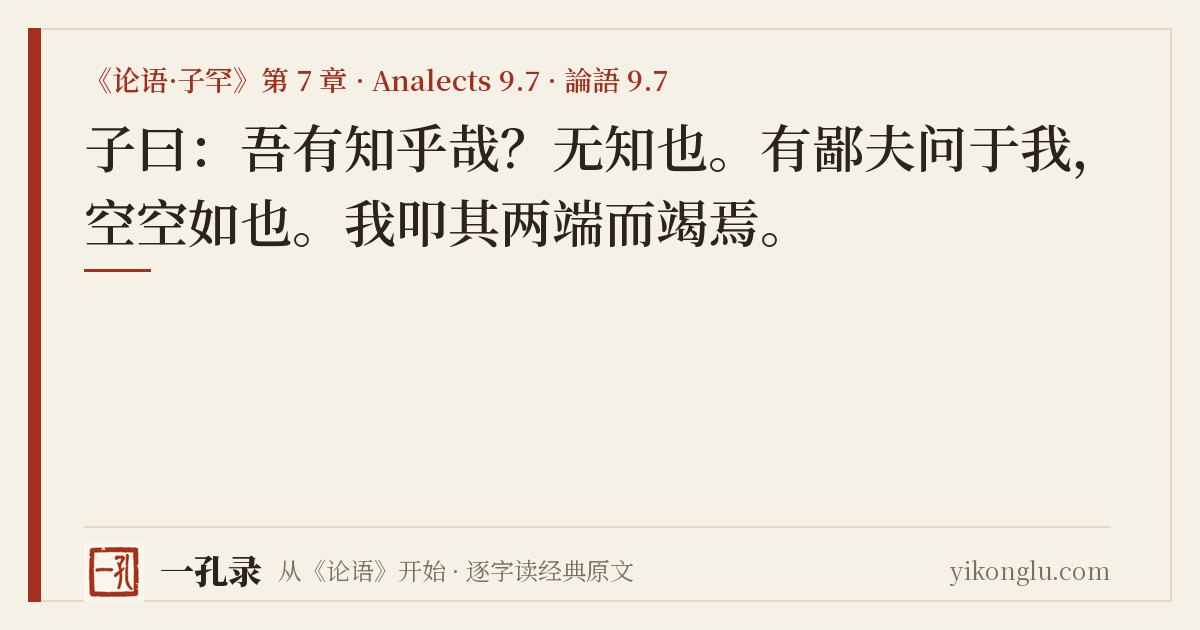 《论语·子罕》第 7 章 · Analects 9.7 · 論語 9.7
子曰：吾有知乎哉？无知也。有鄙夫问于我，
空空如也。我叩其两端而竭焉。
一孔
一孔录 从《论语》开始 · 逐字读经典原文 yikonglu.com